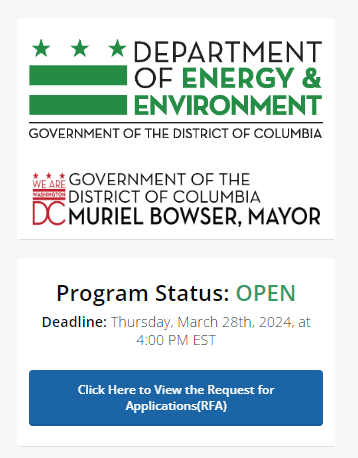 DEPARTMENT
OF ENERGY &
ENVIRONMENT
GOVERNMENT OF THE DISTRICT OF COLUMBIA
WE ARE
WASHINGTON
DC
GOVERNMENT OF THE
DISTRICT OF COLUMBIA
MURIEL BOWSER, MAYOR
Program Status: OPEN
Deadline: Thursday, March 28th, 2024, at
4:00 PM EST
Click Here to View the Request for
Applications(RFA)